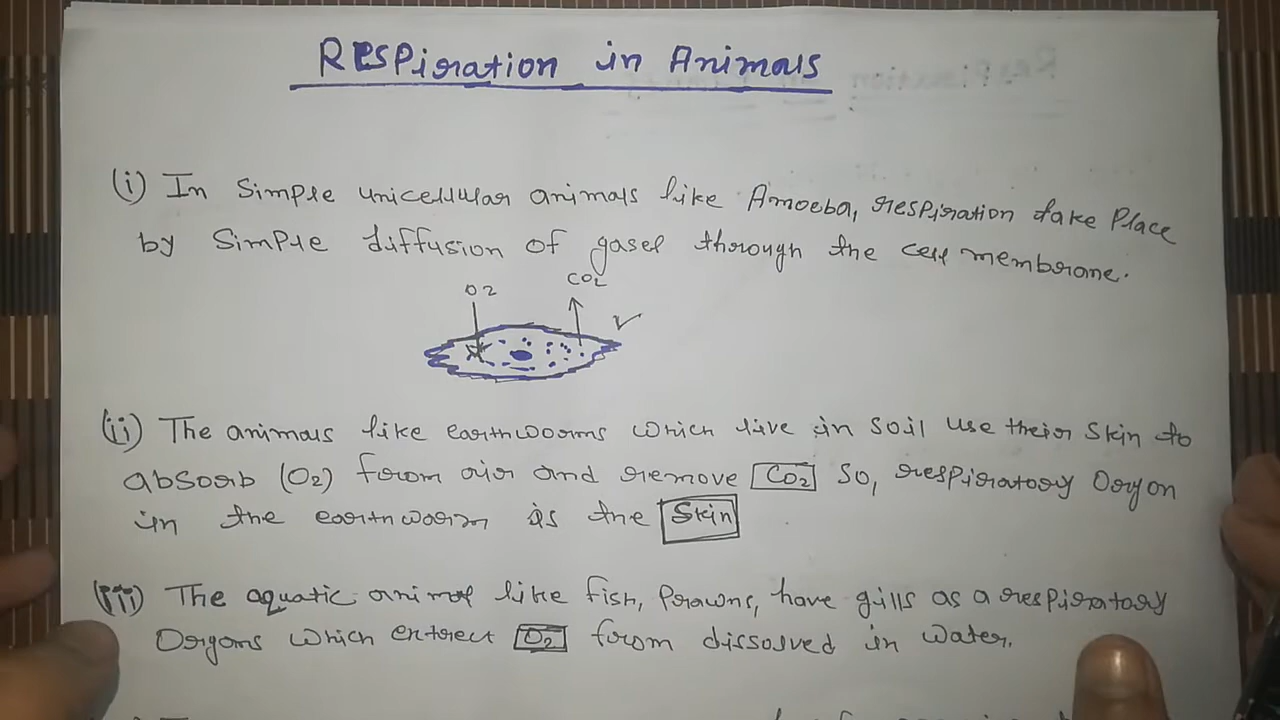 Respiration in Animals
(i) In simple unicellular animals like Amoeba, respiration take place
by simple diffusion of gases through the cell membrane.
O2 CO2
(ii) The animals like earthworms which live in soil use their skin to
absorb (O2) from air and remove CO2 So, respiratory Organ
in the earthworm is the Skin
(iii) The aquatic animal like fish, Prawns, have gills as a respiratory
Organs which extrect O2 from dissolved in water.